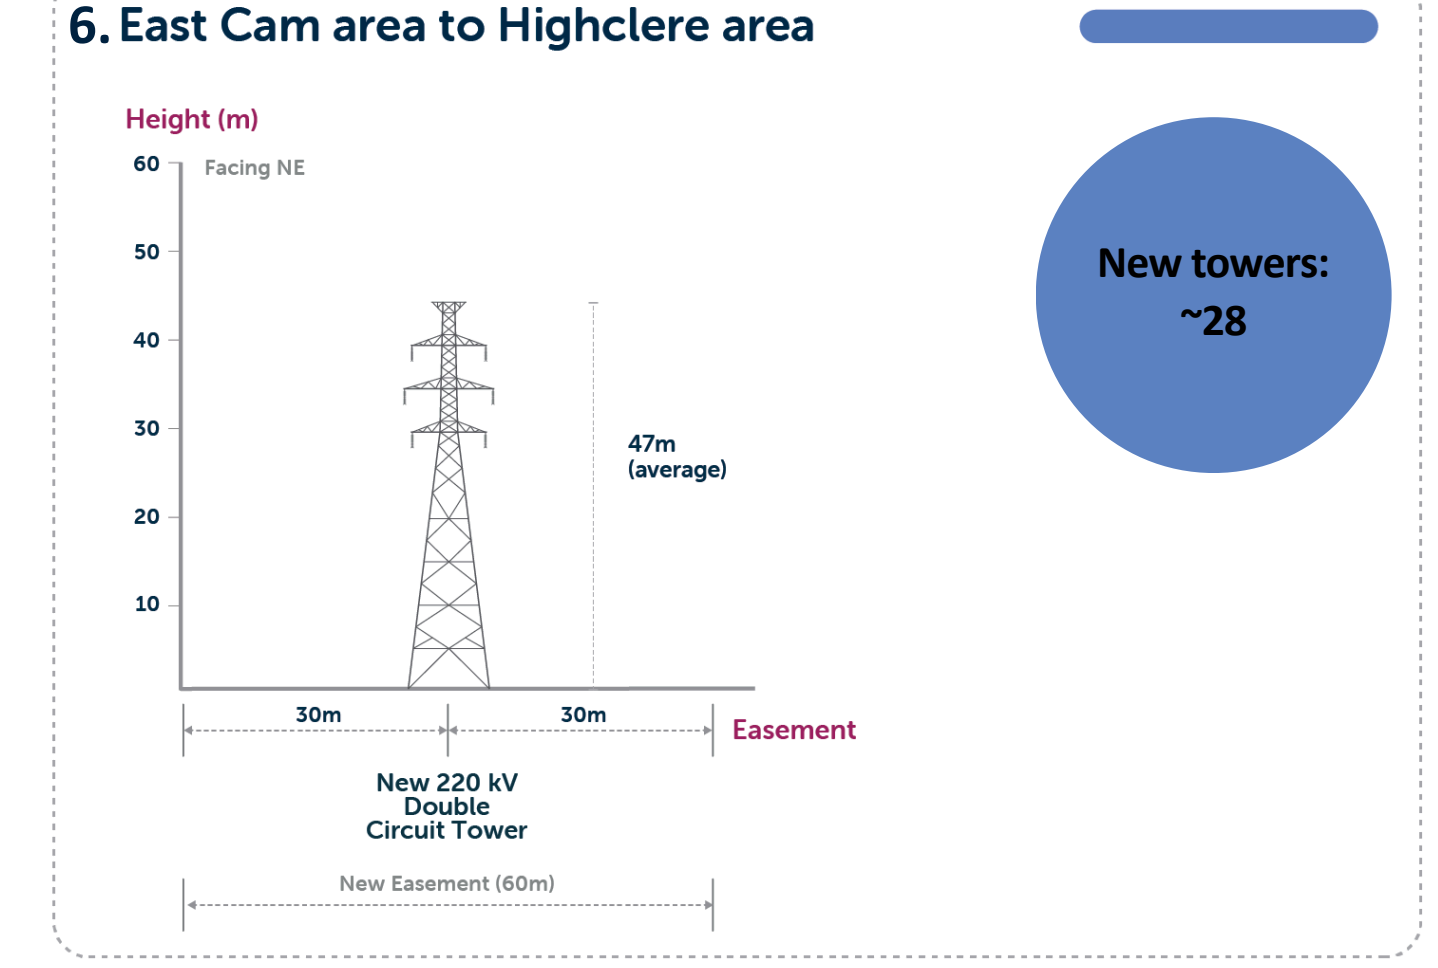 6. East Cam area to Highclere area
Height (m)
60
Facing NE
50
40
30
20
10
47m
(average)
New towers:
~28
30m
30m
Easement
New 220 kV
Double
Circuit Tower
New Easement (60m)